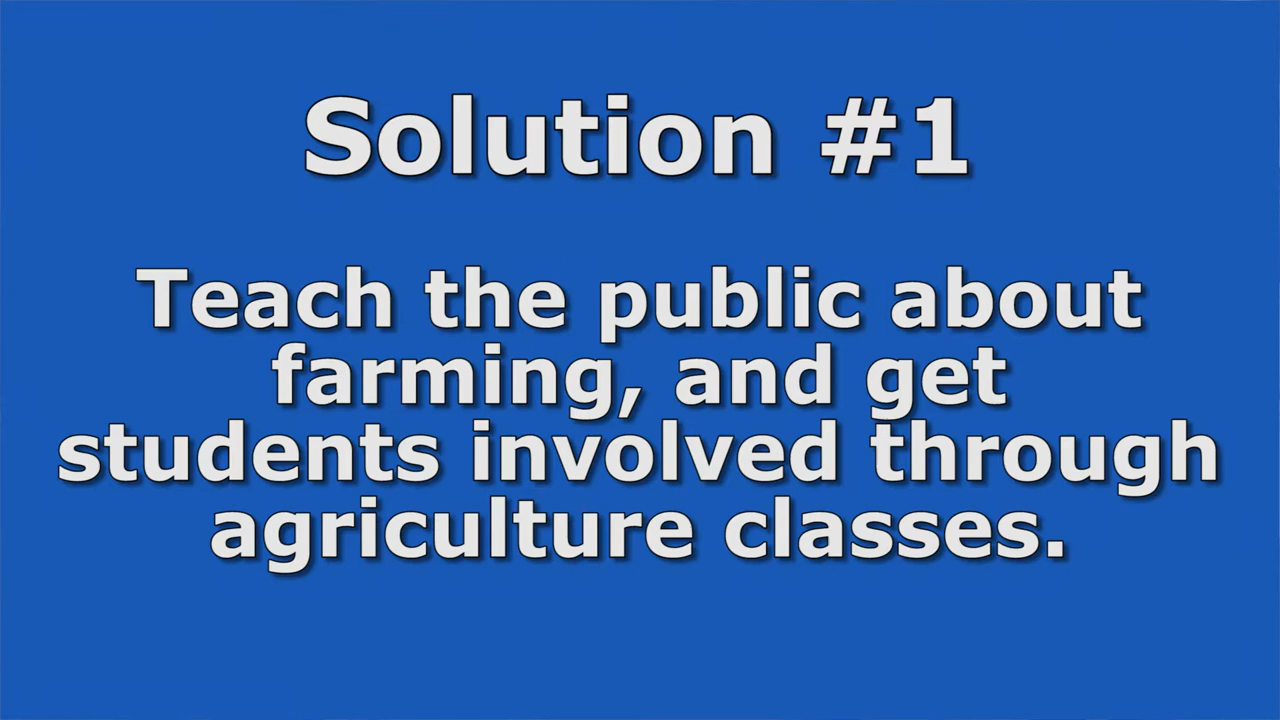 Solution #1
Teach the public about
farming, and get
students involved through
agriculture classes.